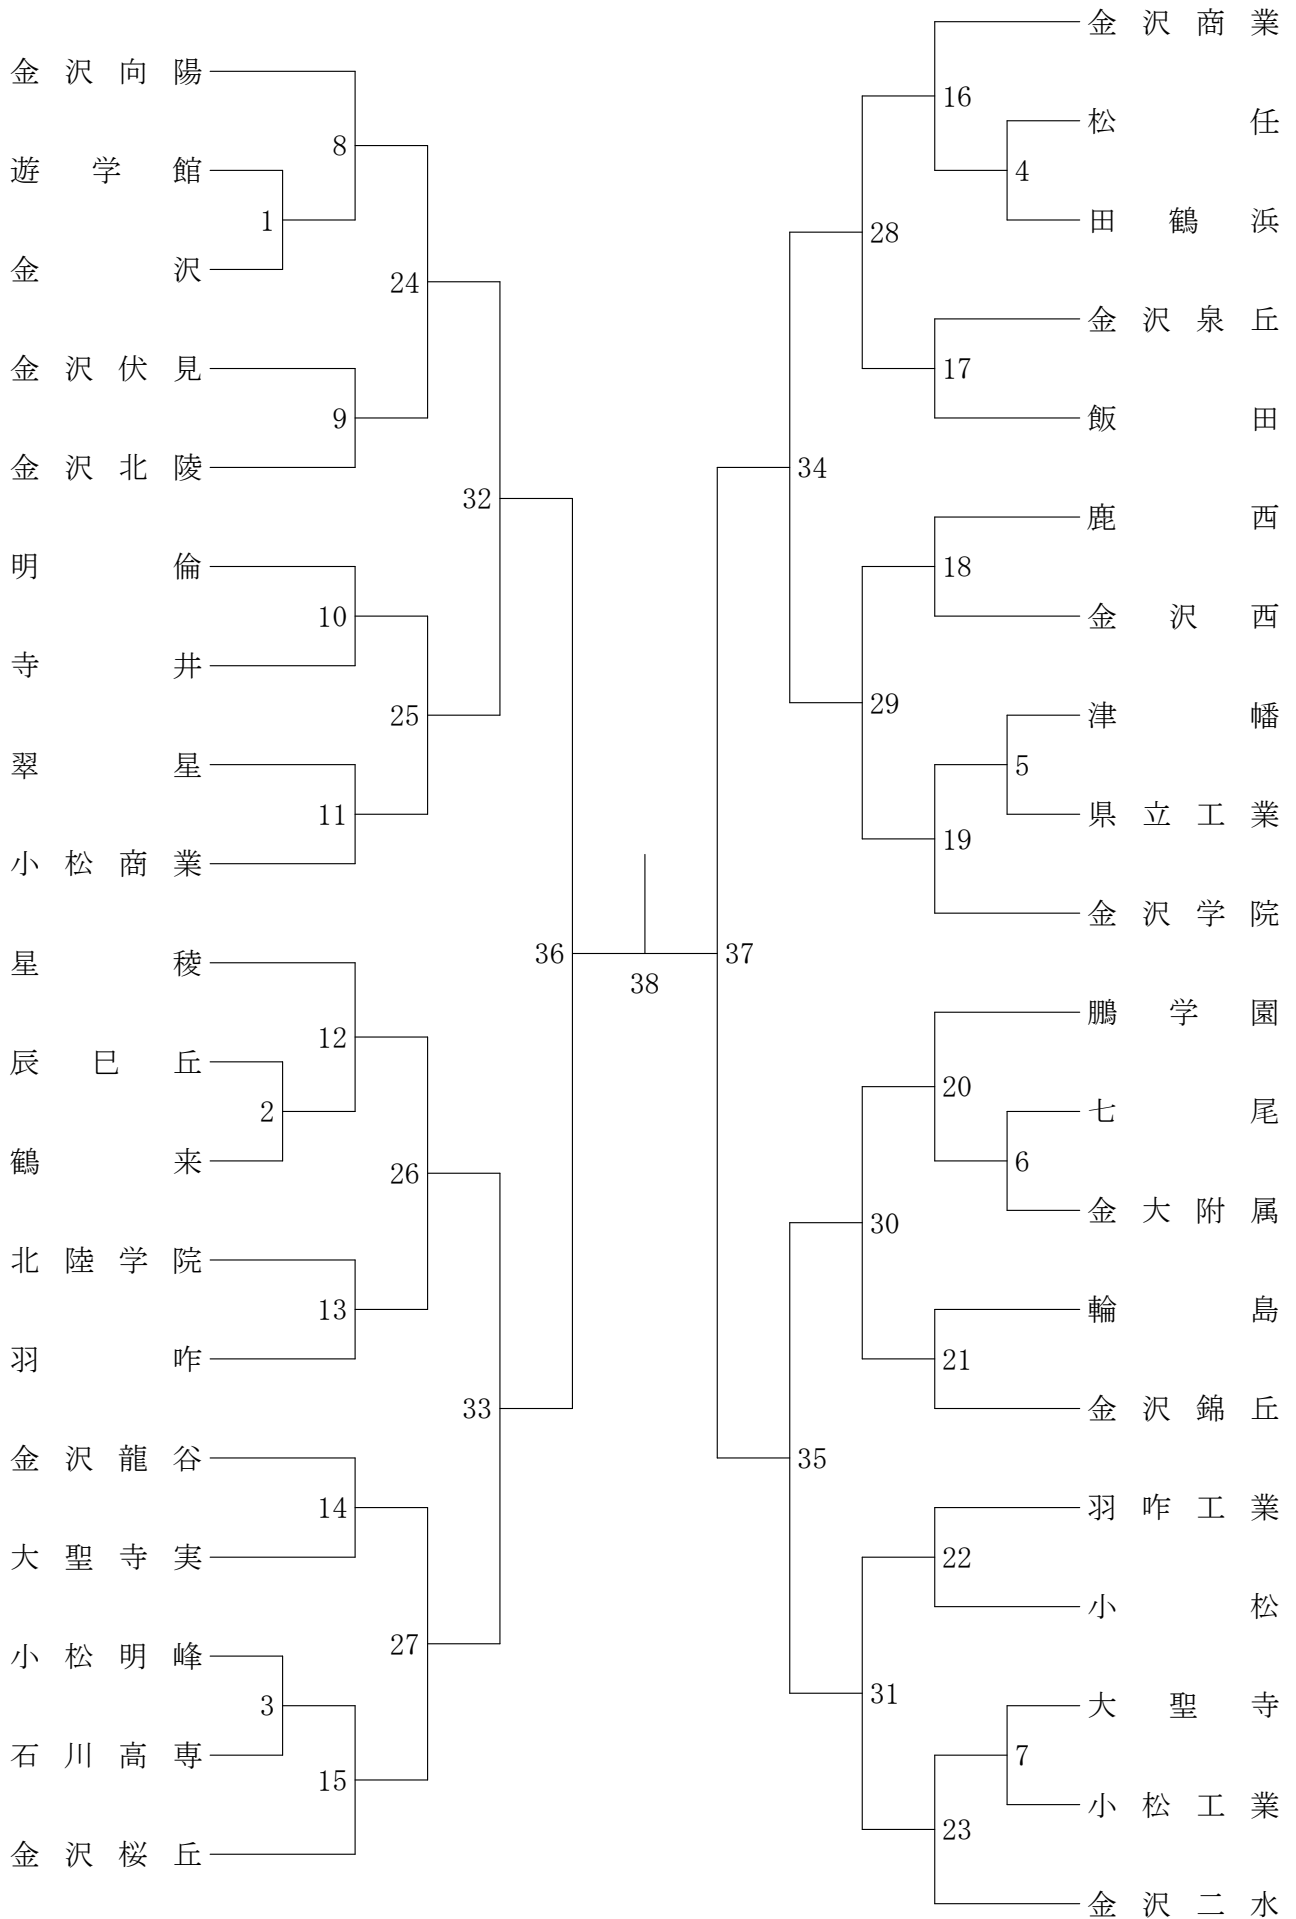 金沢向陽
遊学館
金沢
金沢伏見
金沢北陵
明倫
寺井
翠星
小松商業
星稜
辰巳丘
鶴来
北陸学院
羽咋
金沢龍谷
大聖寺実
小松明峰
石川高専
金沢桜丘
8
1
24
9
32
10
25
11
36
12
2
26
13
33
14
27
3
15
38
37
16
4
28
17
34
18
29
5
19
20
6
30
21
35
22
31
7
23
金沢商業
松任
田鶴浜
金沢泉丘
飯田
鹿西
金沢西
津幡
県立工業
金沢学院
鵬学園
七尾
金大附属
輪島
金沢錦丘
羽咋工業
小松
大聖寺
小松工業
金沢二水